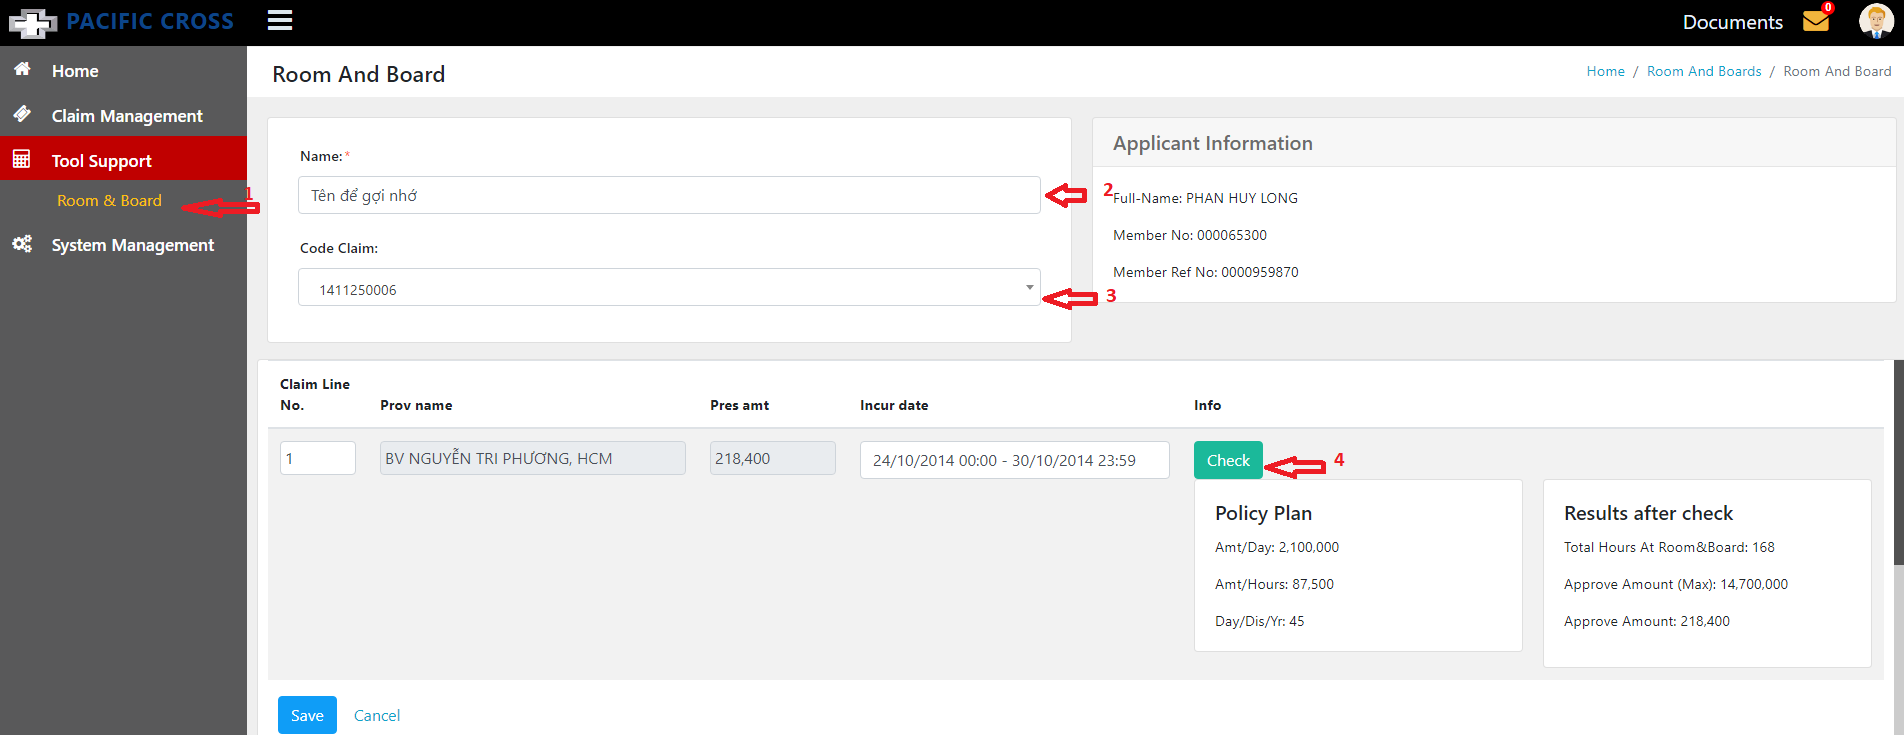 PACIFIC CROSS
Documents
0
Home
Claim Management
Tool Support
Room & Board
1
System Management
Room And Board
Home / Room And Boards / Room And Board
Name:*
Tên để gợi nhớ
2
Code Claim:
1411250006
3
Applicant Information
Full-Name: PHAN HUY LONG
Member No: 000065300
Member Ref No: 0000959870
Claim Line
No. Prov name Pres amt Incur date Info
1 BV NGUYỄN TRI PHƯƠNG, HCM 218,400 24/10/2014 00:00 - 30/10/2014 23:59 Check 4
Policy Plan
Amt/Day: 2,100,000
Amt/Hours: 87,500
Day/Dis/Yr: 45
Results after check
Total Hours At Room&Board: 168
Approve Amount (Max): 14,700,000
Approve Amount: 218,400
Save Cancel